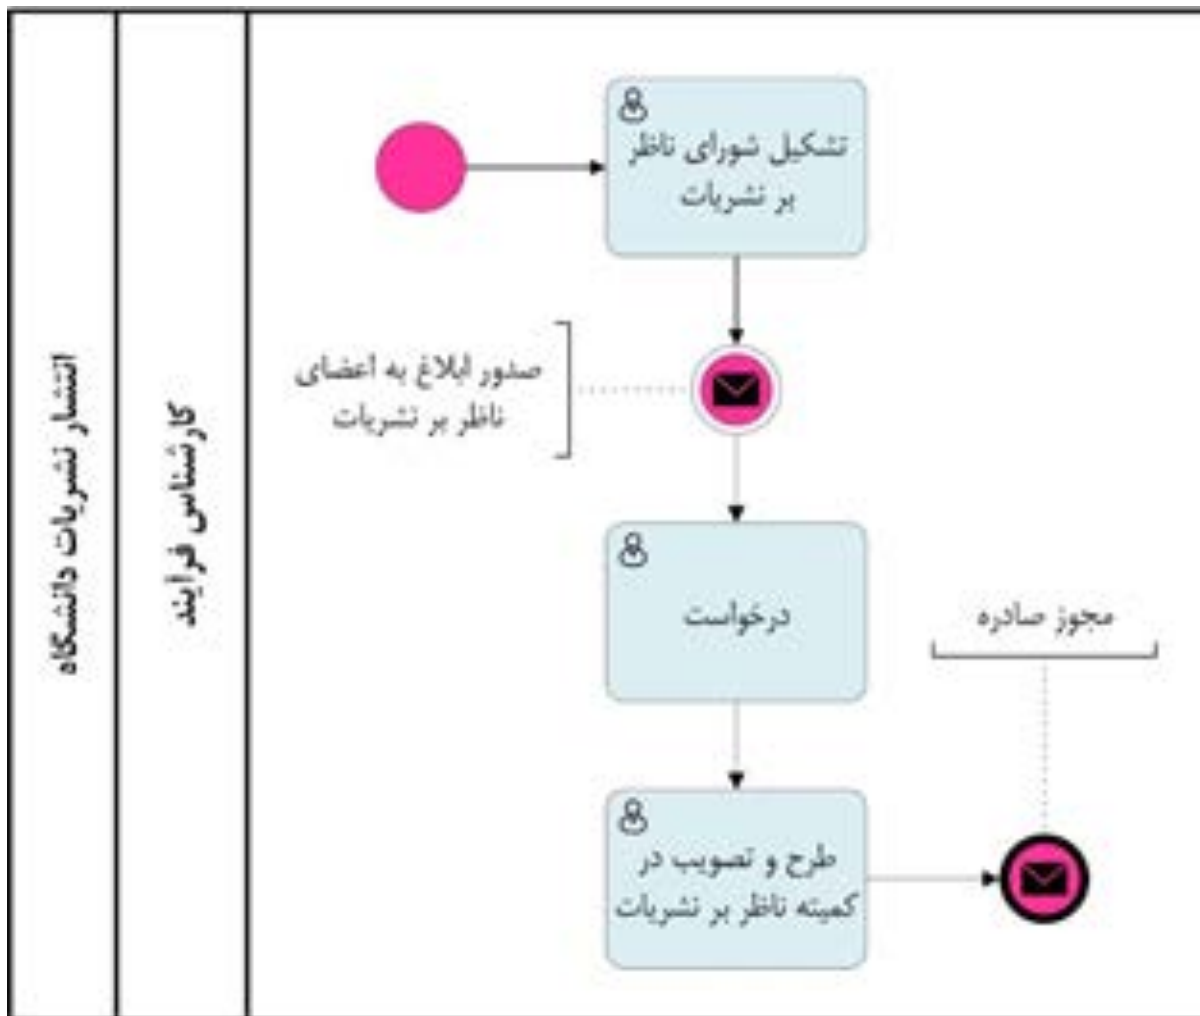 انتشار نشریات دانشگاه
کارشناس فرآیند
تشکیل شورای ناظر
بر نشریات
صدور ابلاغ به اعضای
ناظر بر نشریات
درخواست
طرح و تصویب در
کمیته ناظر بر نشریات
مجوز صادره